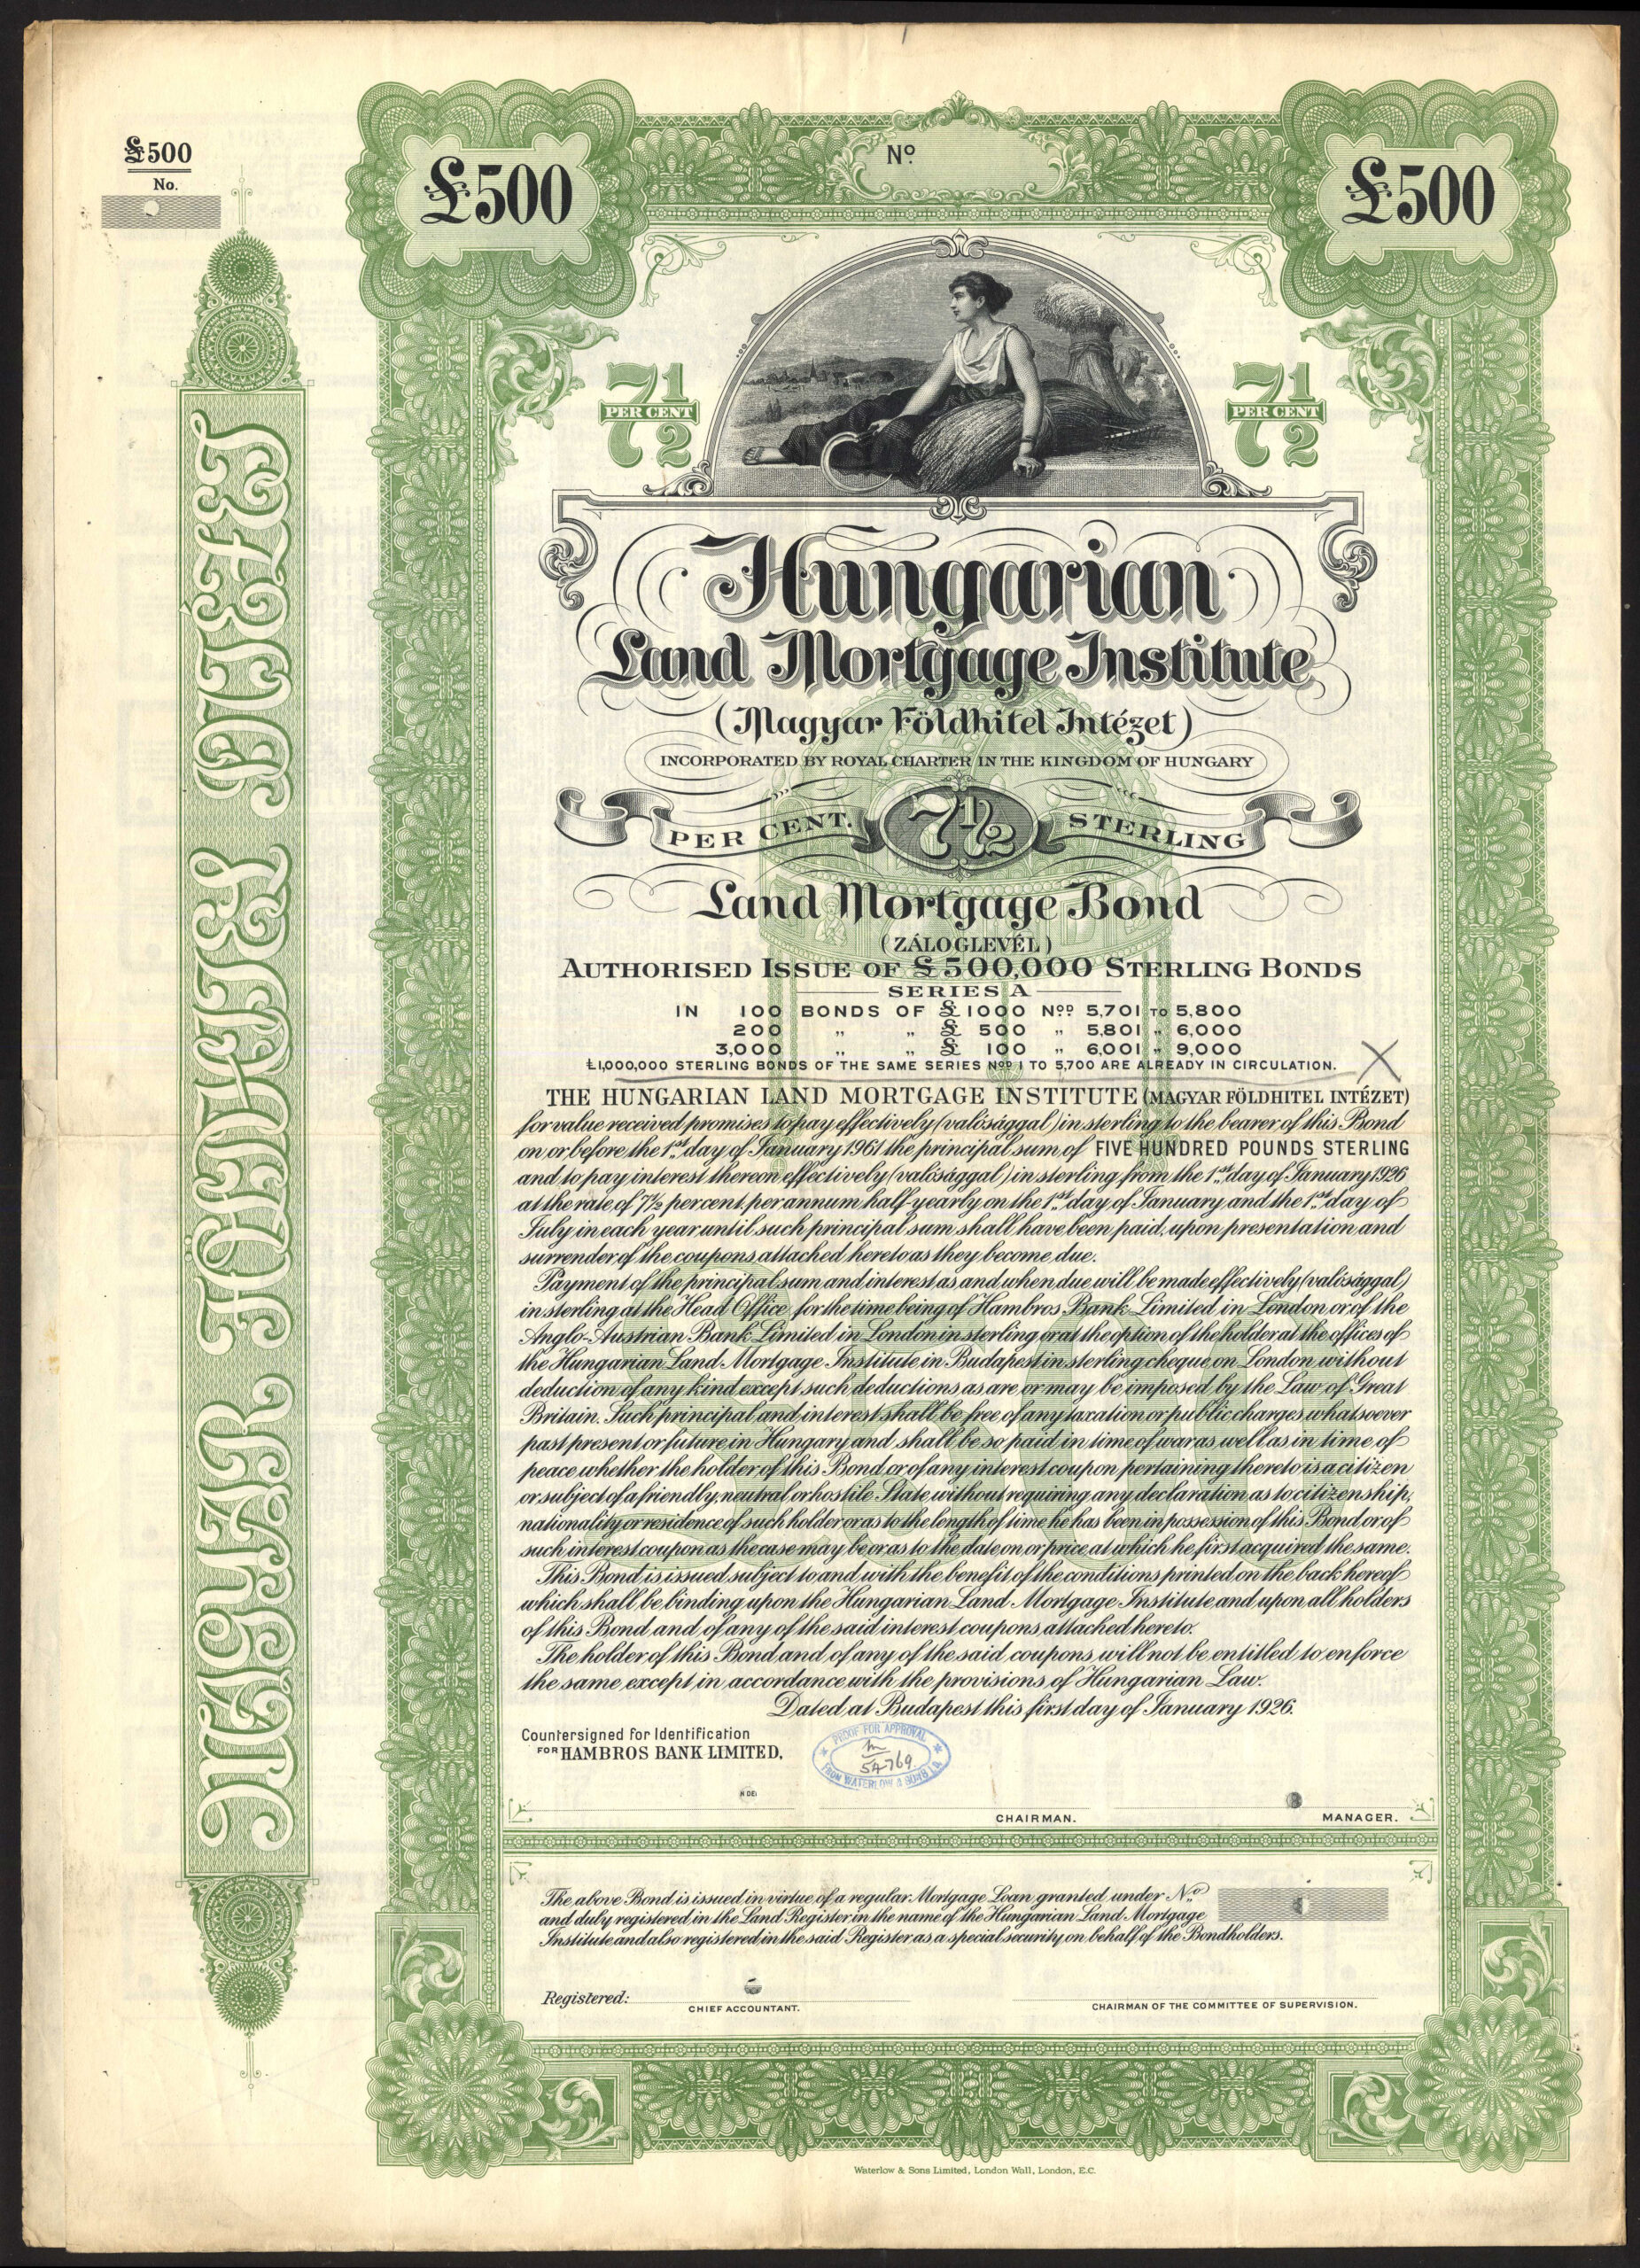 £500
No.
MAGYAR FÖLDHITEL INTÉZET
£500
No.
£500
7½
PER CENT
7½
PER CENT
Hungarian
Land Mortgage Institute
(Magyar Földhitel Intézet)
INCORPORATED BY ROYAL CHARTER IN THE KINGDOM OF HUNGARY
PER CENT. 7½ STERLING
Land Mortgage Bond
(ZÁLOGLEVÉL)
AUTHORISED ISSUE OF £500,000 STERLING BONDS
SERIES A
IN 100 BONDS OF £1000 Nos 5,701 TO 5,800
200 " " £ 500 " 5,801 " 6,000
3,000 " " £ 100 " 6,001 " 9,000
£1,000,000 STERLING BONDS OF THE SAME SERIES Nos 1 TO 5,700 ARE ALREADY IN CIRCULATION.
THE HUNGARIAN LAND MORTGAGE INSTITUTE (MAGYAR FÖLDHITEL INTÉZET)
for value received promises to pay effectively (valósággal) in sterling to the bearer of this Bond
on or before the 1st day of January 1961 the principal sum of FIVE HUNDRED POUNDS STERLING
and to pay interest thereon effectively (valósággal) in sterling from the 1st day of January 1926
at the rate of 7½ per cent. per annum half-yearly on the 1st day of January and the 1st day of
July in each year until such principal sum shall have been paid, upon presentation and
surrender of the coupons attached hereto as they become due.
Payment of the principal sum and interest as and when due will be made effectively (valósággal)
in sterling at the Head Office for the time being of Hambros Bank Limited in London or of the
Anglo-Austrian Bank Limited in London in sterling or at the option of the holder at the offices of
the Hungarian Land Mortgage Institute in Budapest in sterling cheque on London without
deduction of any kind except such deductions as are or may be imposed by the Law of Great
Britain. Such principal and interest shall be free of any taxation or public charges whatsoever
past present or future in Hungary and shall be so paid in time of war as well as in time of
peace whether the holder of this Bond or of any interest coupon pertaining thereto is a citizen
or subject of a friendly, neutral or hostile State, without requiring any declaration as to citizenship,
nationality or residence of such holder or as to the length of time he has been in possession of this Bond or of
such interest coupon as the case may be or as to the date on or price at which he first acquired the same.
This Bond is issued subject to and with the benefit of the conditions printed on the back hereof
which shall be binding upon the Hungarian Land Mortgage Institute and upon all holders
of this Bond and of any of the said interest coupons attached hereto.
The holder of this Bond and of any of the said coupons will not be entitled to enforce
the same except in accordance with the provisions of Hungarian Law.
Dated at Budapest this first day of January 1926.
Countersigned for Identification
FOR HAMBROS BANK LIMITED,
PROOF FOR APPROVAL
54769
FROM WATERLOW & SONS LD
CHAIRMAN.
MANAGER.
The above Bond is issued in virtue of a regular Mortgage Loan granted under No.
and duly registered in the Land Register in the name of the Hungarian Land Mortgage
Institute and also registered in the said Register as a special security on behalf of the Bondholders.
Registered:
CHIEF ACCOUNTANT.
CHAIRMAN OF THE COMMITTEE OF SUPERVISION.
Waterlow & Sons Limited, London Wall, London, E.C.